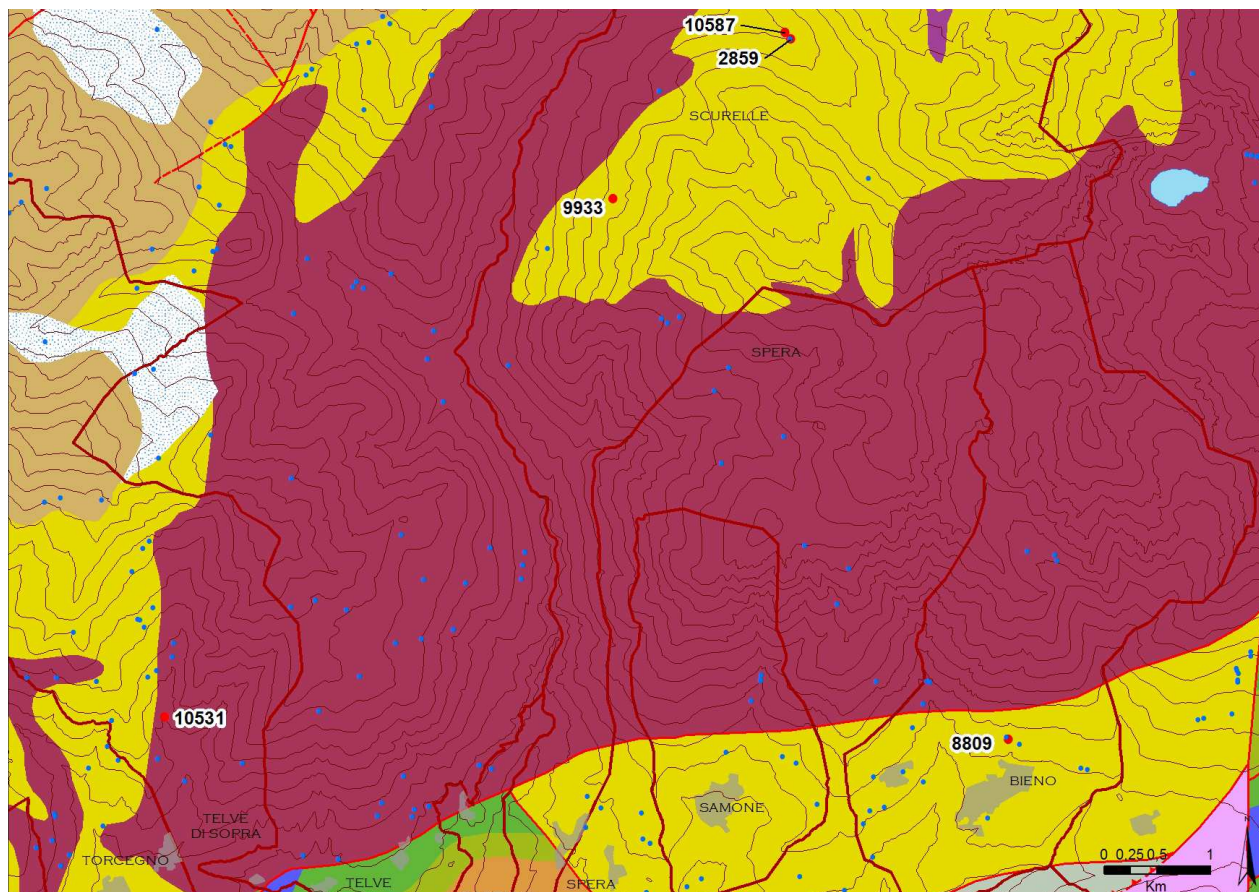 10587
2859
SCURELLE
9933
SPERA
10531
8809
BIENO
SAMONE
TELVE
DI SOPRA
TORCEGNO
TELVE
SPERA
0 0,25 0,5 1
Km